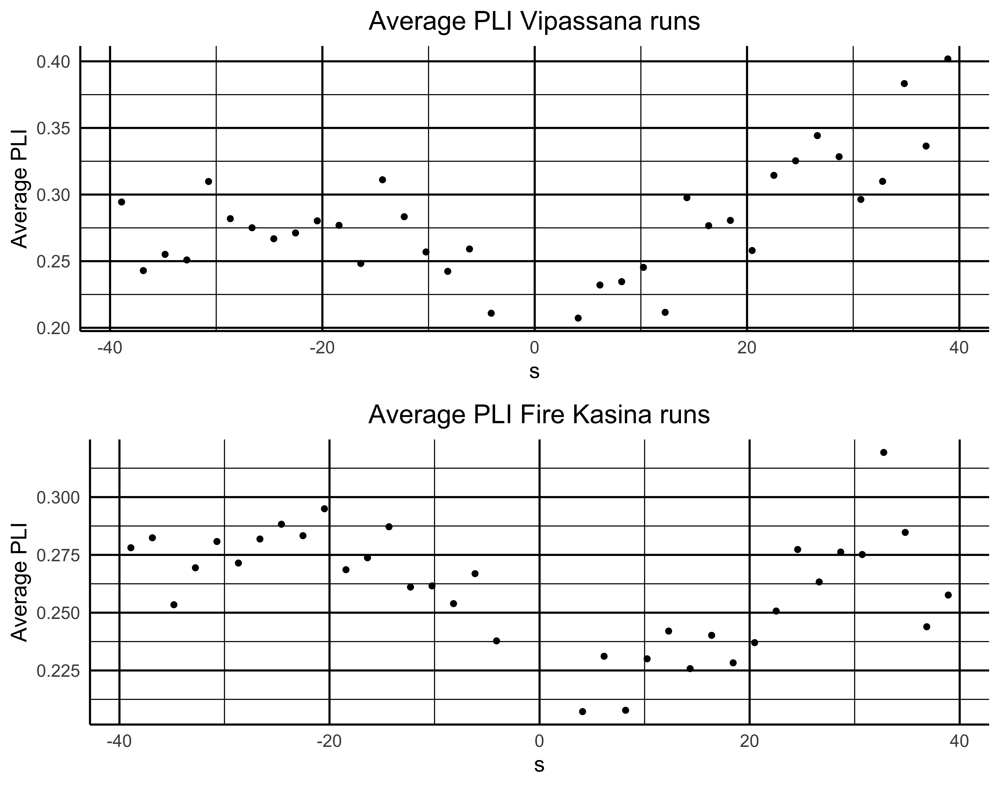 Average PLI Vipassana runs
0.40
0.35
0.30
0.25
0.20
Average PLI
-40 -20 0 20 40
s
Average PLI Fire Kasina runs
0.300
0.275
0.250
0.225
Average PLI
-40 -20 0 20 40
s